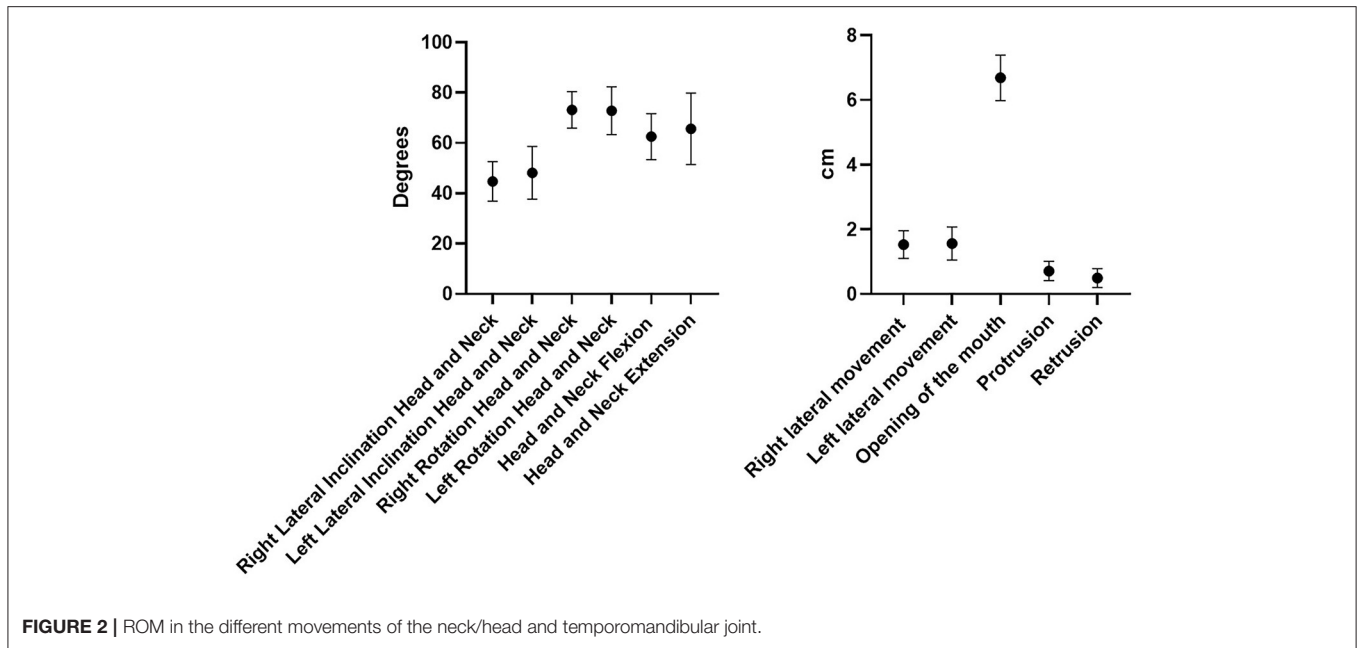 100
80
60
40
20
0
Degrees
Right Lateral Inclination Head and Neck
Left Lateral Inclination Head and Neck
Right Rotation Head and Neck
Left Rotation Head and Neck
Head and Neck Flexion
Head and Neck Extension
8
6
4
2
0
cm
Right lateral movement
Left lateral movement
Opening of the mouth
Protrusion
Retrusion
FIGURE 2 | ROM in the different movements of the neck/head and temporomandibular joint.